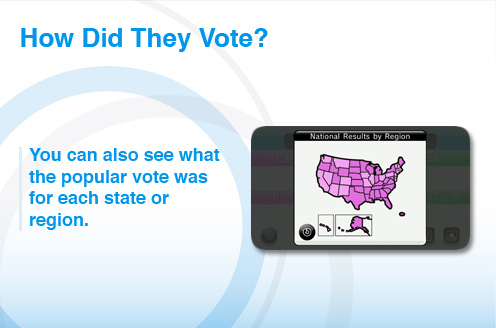 How Did They Vote?
You can also see what
the popular vote was
for each state or
region.
National Results by Region